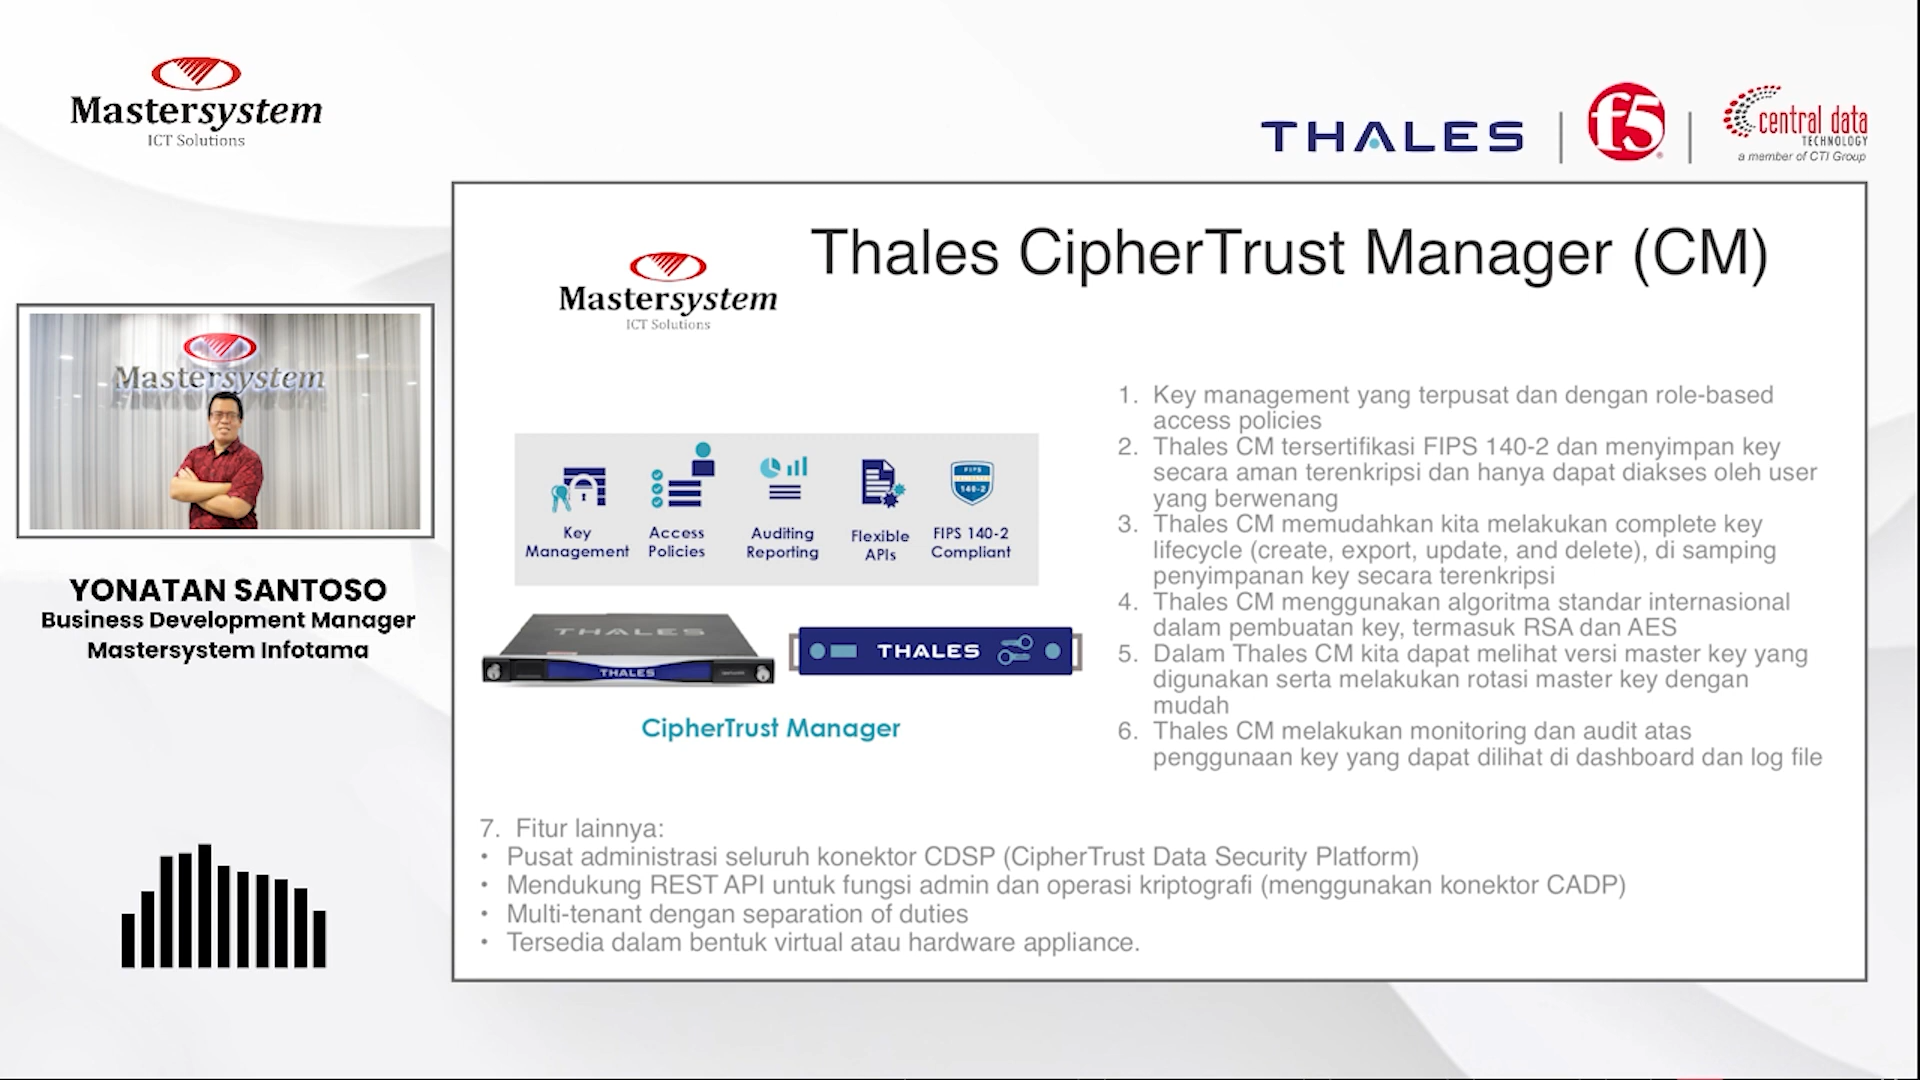 Mastersystem
ICT Solutions
THALES
f5
central data
TECHNOLOGY
a member of CTI Group
Mastersystem
YONATAN SANTOSO
Business Development Manager
Mastersystem Infotama
Mastersystem
ICT Solutions
Thales CipherTrust Manager (CM)
Key
Management
Access
Policies
Auditing
Reporting
Flexible
APIs
FIPS
140-2
FIPS 140-2
Compliant
THALES
THALES
THALES
CipherTrust Manager
1. Key management yang terpusat dan dengan role-based
access policies
2. Thales CM tersertifikasi FIPS 140-2 dan menyimpan key
secara aman terenkripsi dan hanya dapat diakses oleh user
yang berwenang
3. Thales CM memudahkan kita melakukan complete key
lifecycle (create, export, update, and delete), di samping
penyimpanan key secara terenkripsi
4. Thales CM menggunakan algoritma standar internasional
dalam pembuatan key, termasuk RSA dan AES
5. Dalam Thales CM kita dapat melihat versi master key yang
digunakan serta melakukan rotasi master key dengan
mudah
6. Thales CM melakukan monitoring dan audit atas
penggunaan key yang dapat dilihat di dashboard dan log file
7. Fitur lainnya:
• Pusat administrasi seluruh konektor CDSP (CipherTrust Data Security Platform)
• Mendukung REST API untuk fungsi admin dan operasi kriptografi (menggunakan konektor CADP)
• Multi-tenant dengan separation of duties
• Tersedia dalam bentuk virtual atau hardware appliance.